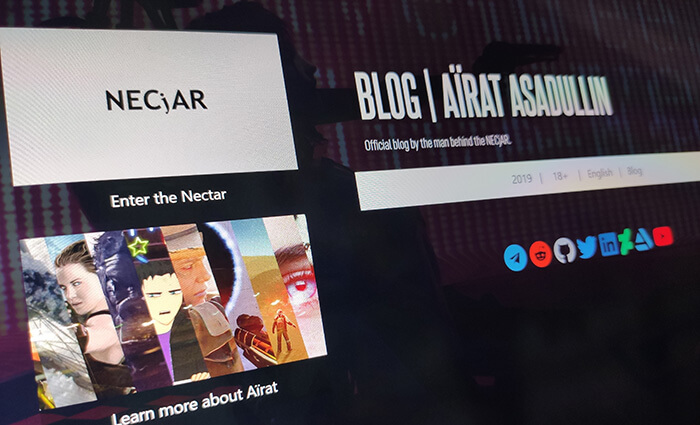 NECjAR
Enter the Nectar
Learn more about Aïrat
BLOG | AÏRAT ASADULLIN
Official blog by the man behind the NECjAR.
2019 | 18+ | English | Blog